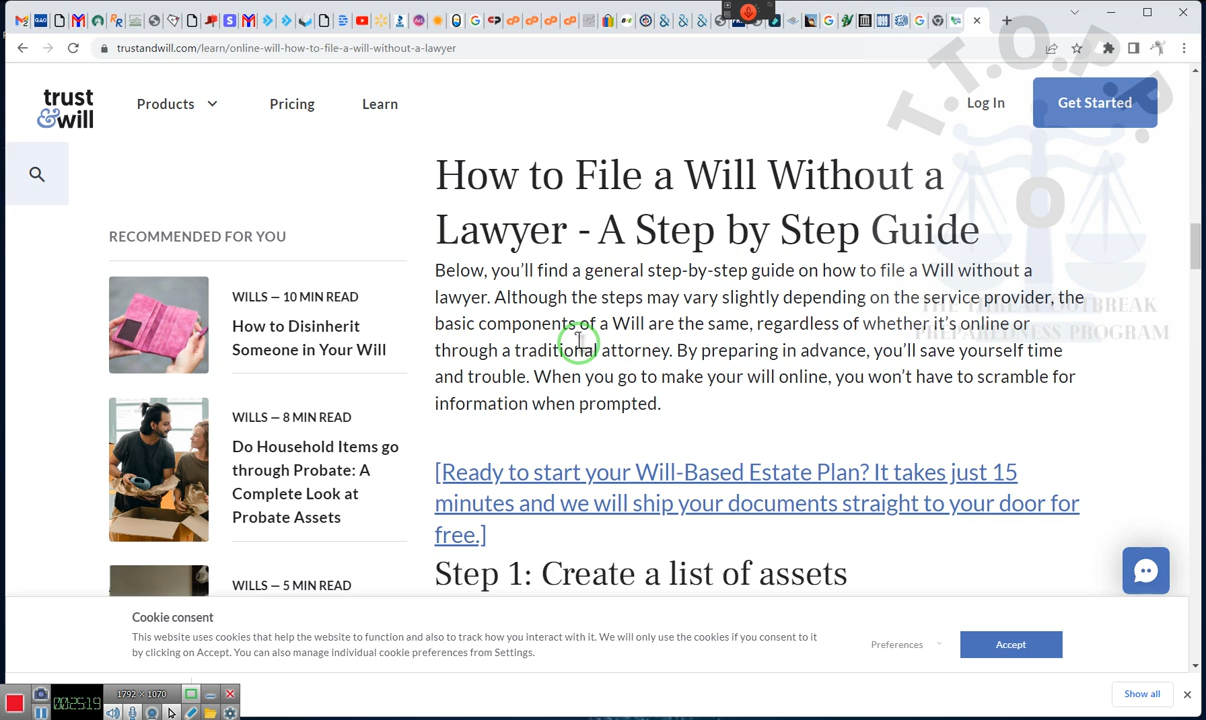 trustandwill.com/learn/online-will-how-to-file-a-will-without-a-lawyer
trust
&will
Products
Pricing
Learn
Log In
Get Started
T.T.O.P.P.
O
THE THREAT OUTBREAK
PREPAREDNESS PROGRAM
How to File a Will Without a
Lawyer - A Step by Step Guide
Below, you’ll find a general step-by-step guide on how to file a Will without a
lawyer. Although the steps may vary slightly depending on the service provider, the
basic components of a Will are the same, regardless of whether it’s online or
through a traditional attorney. By preparing in advance, you’ll save yourself time
and trouble. When you go to make your will online, you won’t have to scramble for
information when prompted.
[Ready to start your Will-Based Estate Plan? It takes just 15
minutes and we will ship your documents straight to your door for
free.]
Step 1: Create a list of assets
RECOMMENDED FOR YOU
WILLS — 10 MIN READ
How to Disinherit
Someone in Your Will
WILLS — 8 MIN READ
Do Household Items go
through Probate: A
Complete Look at
Probate Assets
WILLS — 5 MIN READ
Cookie consent
This website uses cookies that help the website to function and also to track how you interact with it. We will only use the cookies if you consent to it
by clicking on Accept. You can also manage individual cookie preferences from Settings.
Preferences
Accept
00:25:19
1792 × 1070
Show all